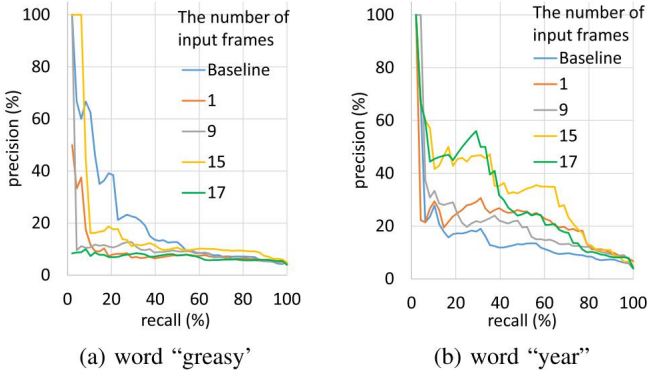 The number of
input frames
Baseline
1
9
15
17
100
80
60
40
20
0
precision (%)
0 20 40 60 80 100
recall (%)
(a) word “greasy’
The number of
input frames
Baseline
1
9
15
17
100
80
60
40
20
0
precision (%)
0 20 40 60 80 100
recall (%)
(b) word “year”